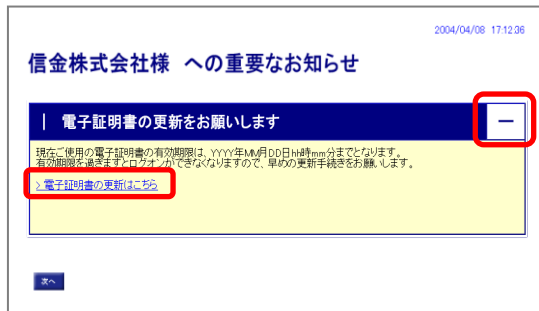 2004/04/08 17:12:36
信金株式会社様 への重要なお知らせ
| 電子証明書の更新をお願いします
現在ご使用の電子証明書の有効期限は、YYYY年MM月DD日hh時mm分までとなります。
有効期限を過ぎますとログオンができなくなりますので、早めの更新手続きをお願いします。
> 電子証明書の更新はこちら
次へ